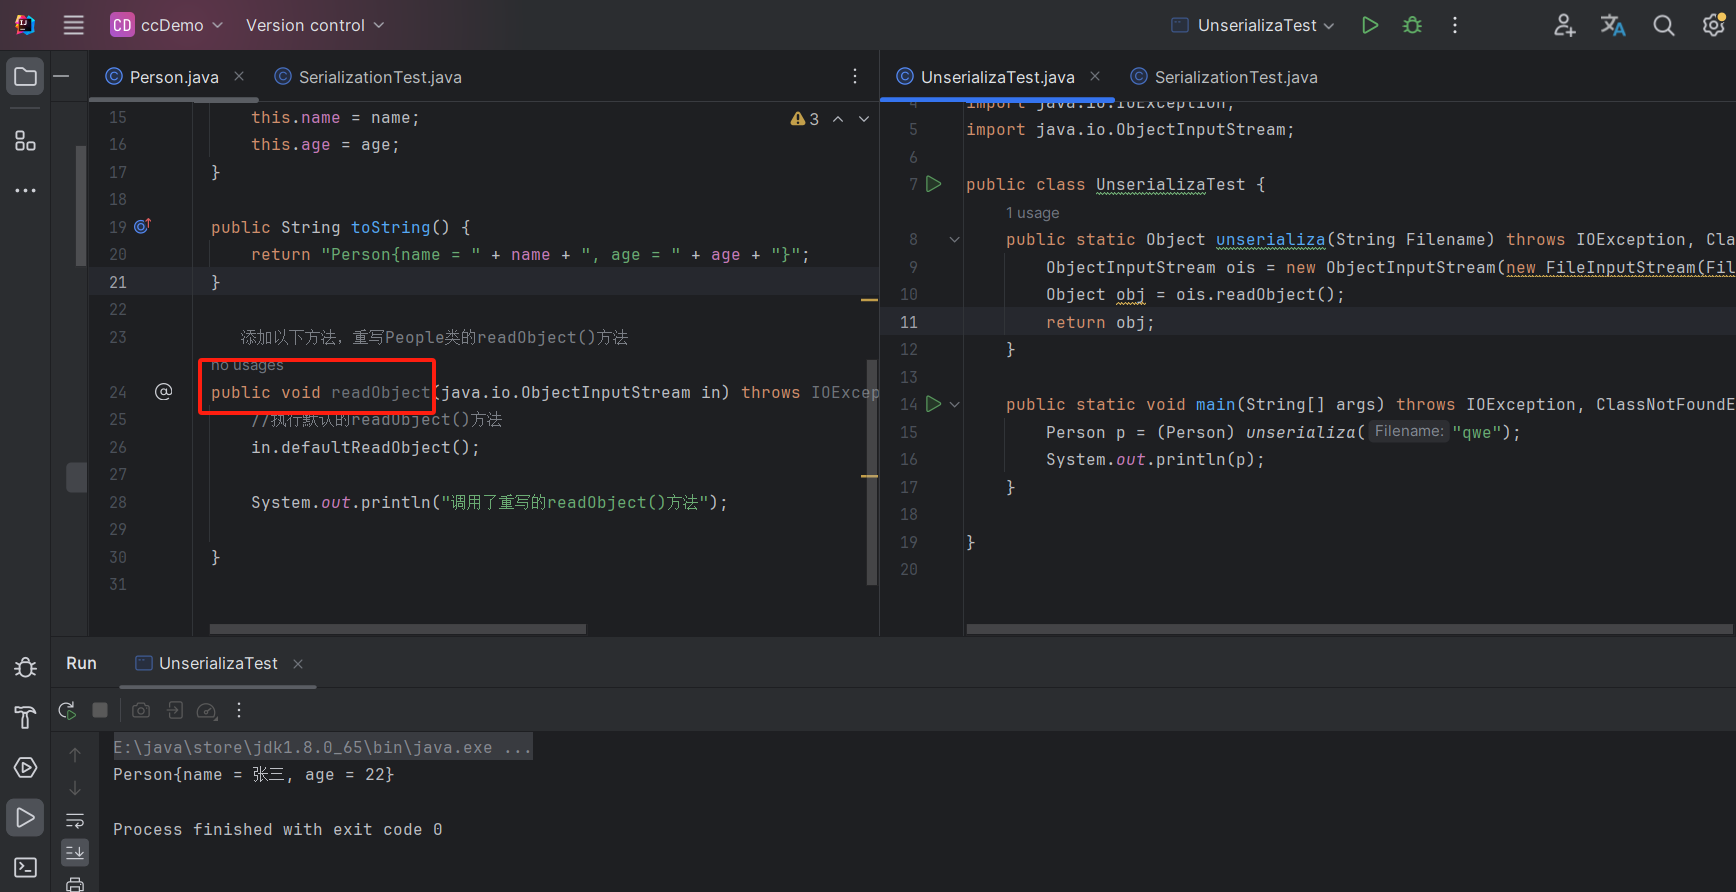 CD ccDemo Version control UnserializaTest
Person.java SerializationTest.java
15 this.name = name;
3
16 this.age = age;
17 }
18
19 public String toString() {
20 return "Person{name = " + name + ", age = " + age + "}";
21 }
22
23 添加以下方法，重写People类的readObject()方法
no usages
24 public void readObject(java.io.ObjectInputStream in) throws IOExcep
25 //执行默认的readObject()方法
26 in.defaultReadObject();
27
28 System.out.println("调用了重写的readObject()方法");
29
30 }
31
UnserializaTest.java SerializationTest.java
4 import java.io.IOException;
5 import java.io.ObjectInputStream;
6
7 public class UnserializaTest {
1 usage
8 public static Object unserializa(String Filename) throws IOException, Cla
9 ObjectInputStream ois = new ObjectInputStream(new FileInputStream(Fil
10 Object obj = ois.readObject();
11 return obj;
12 }
13
14 public static void main(String[] args) throws IOException, ClassNotFoundE
15 Person p = (Person) unserializa( Filename: "qwe");
16 System.out.println(p);
17 }
18
19 }
20
Run UnserializaTest
E:\java\store\jdk1.8.0_65\bin\java.exe ...
Person{name = 张三, age = 22}
Process finished with exit code 0